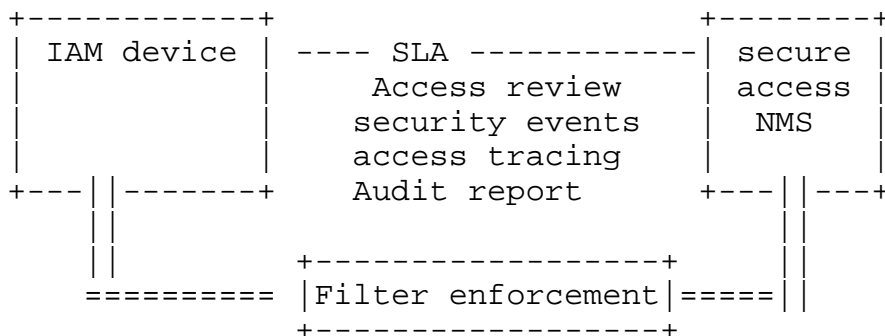 IAM device ---- SLA ------------ secure
Access review access
security events NMS
access tracing
Audit report
Filter enforcement